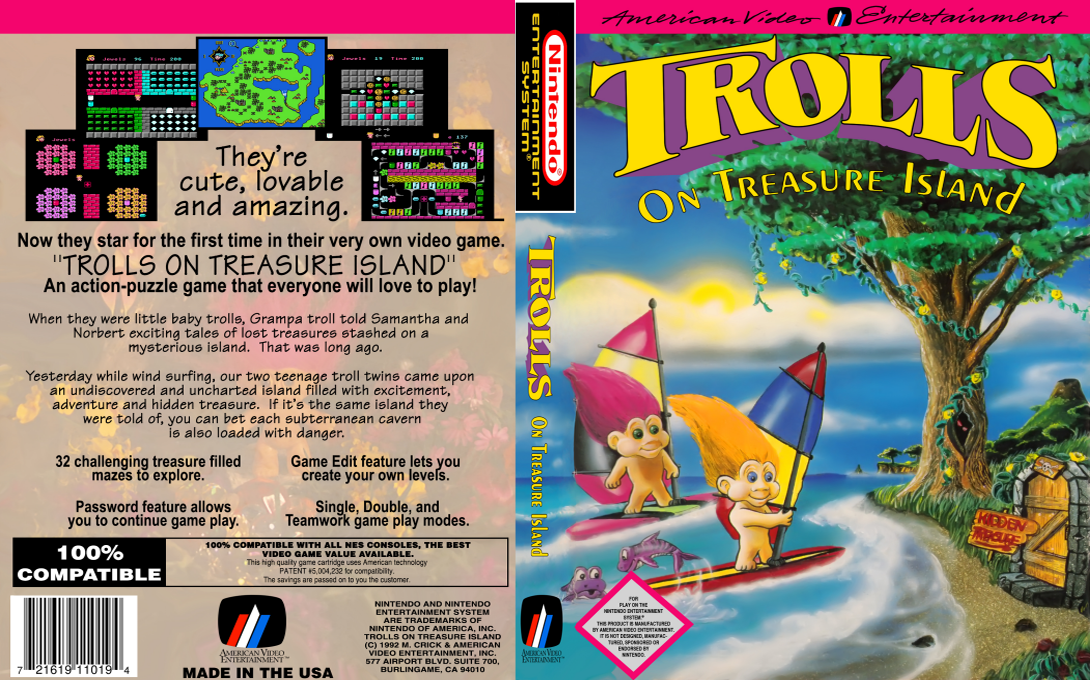 Jewels 96 Time 200
Jewels 19 Time 200
Jewels
137
They're
cute, lovable
and amazing.
Now they star for the first time in their very own video game.
"TROLLS ON TREASURE ISLAND"
An action-puzzle game that everyone will love to play!
When they were little baby trolls, Grampa troll told Samantha and
Norbert exciting tales of lost treasures stashed on a
mysterious island. That was long ago.
Yesterday while wind surfing, our two teenage troll twins came upon
an undiscovered and uncharted island filled with excitement,
adventure and hidden treasure. If it's the same island they
were told of, you can bet each subterranean cavern
is also loaded with danger.
32 challenging treasure filled
mazes to explore.
Game Edit feature lets you
create your own levels.
Password feature allows
you to continue game play.
Single, Double, and
Teamwork game play modes.
100%
COMPATIBLE
100% COMPATIBLE WITH ALL NES CONSOLES, THE BEST
VIDEO GAME VALUE AVAILABLE.
This high quality game cartridge uses American technology
PATENT #5,004,232 for compatibility.
The savings are passed on to you the customer.
7 21619 11019 4
AMERICAN VIDEO
ENTERTAINMENT™
MADE IN THE USA
NINTENDO AND NINTENDO
ENTERTAINMENT SYSTEM
ARE TRADEMARKS OF
NINTENDO OF AMERICA, INC.
TROLLS ON TREASURE ISLAND
(C) 1992 M. CRICK & AMERICAN
VIDEO ENTERTAINMENT, INC.
577 AIRPORT BLVD. SUITE 700,
BURLINGAME, CA 94010
Nintendo®
ENTERTAINMENT
SYSTEM®
TROLLS
ON TREASURE ISLAND
AMERICAN VIDEO
ENTERTAINMENT™
American Video Entertainment
TROLLS
ON TREASURE ISLAND
HIDDEN
TREASURE
FOR
PLAY ON THE
NINTENDO ENTERTAINMENT
SYSTEM®
THIS PRODUCT IS MANUFACTURED
BY AMERICAN VIDEO ENTERTAINMENT.
IT IS NOT DESIGNED, MANUFAC-
TURED, SPONSORED OR
ENDORSED BY
NINTENDO.